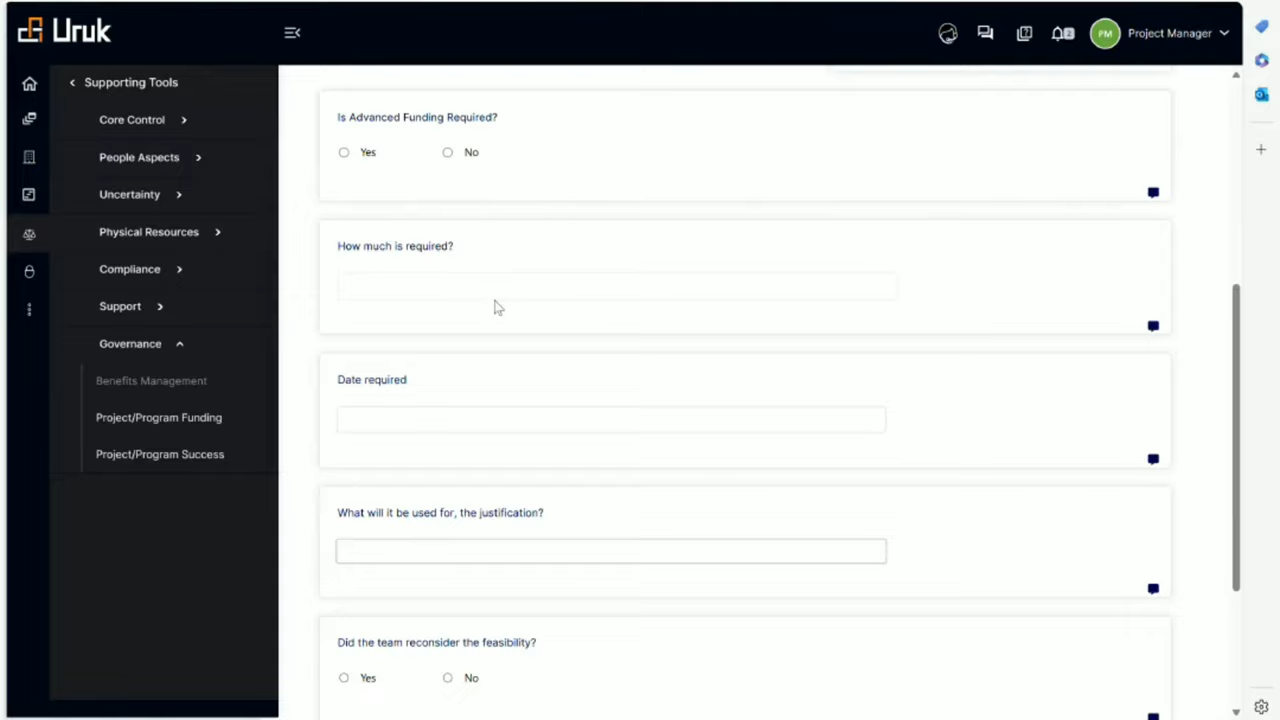 Uruk
2
PM
Project Manager
Supporting Tools
Core Control
People Aspects
Uncertainty
Physical Resources
Compliance
Support
Governance
Benefits Management
Project/Program Funding
Project/Program Success
Is Advanced Funding Required?
Yes No
How much is required?
Date required
What will it be used for, the justification?
Did the team reconsider the feasibility?
Yes No